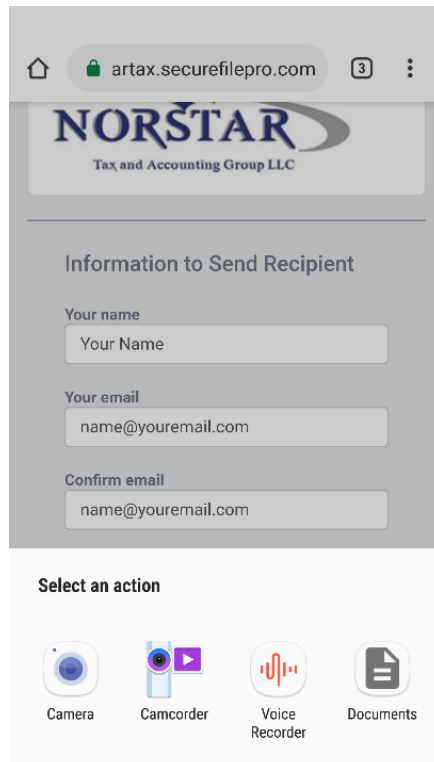 artax.securefilepro.com
3
NORSTAR
Tax and Accounting Group LLC
Information to Send Recipient
Your name
Your Name
Your email
name@youremail.com
Confirm email
name@youremail.com
Select an action
Camera
Camcorder
Voice
Recorder
Documents